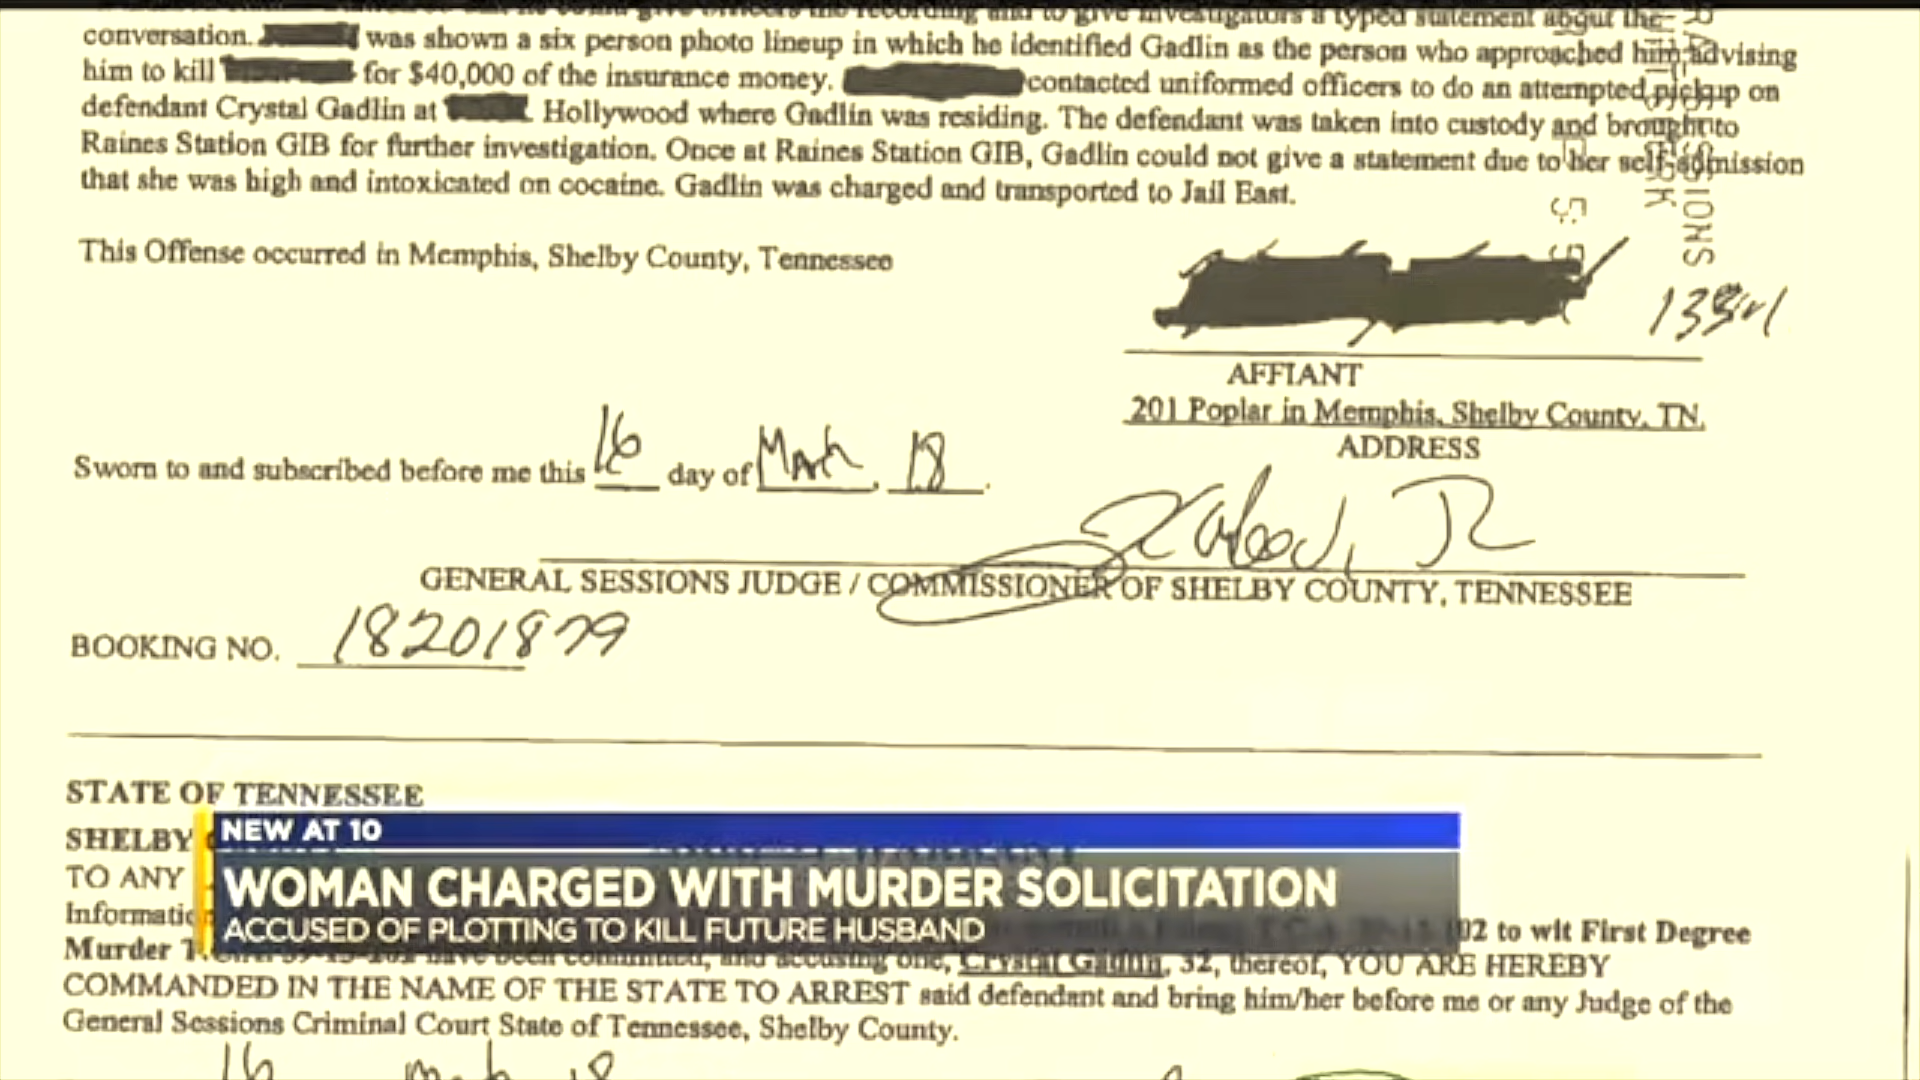 conversation. was shown a six person photo lineup in which he identified Gadlin as the person who approached him advising
him to kill for $40,000 of the insurance money. contacted uniformed officers to do an attempted pickup on
defendant Crystal Gadlin at Hollywood where Gadlin was residing. The defendant was taken into custody and brought to
Raines Station GIB for further investigation. Once at Raines Station GIB, Gadlin could not give a statement due to her self-admission
that she was high and intoxicated on cocaine. Gadlin was charged and transported to Jail East.
This Offense occurred in Memphis, Shelby County, Tennessee
AFFIANT
201 Poplar in Memphis, Shelby County, TN.
ADDRESS
Sworn to and subscribed before me this 16 day of March, 18.
GENERAL SESSIONS JUDGE / COMMISSIONER OF SHELBY COUNTY, TENNESSEE
BOOKING NO. 18201879
STATE OF TENNESSEE
SHELBY
TO ANY
NEW AT 10
WOMAN CHARGED WITH MURDER SOLICITATION
ACCUSED OF PLOTTING TO KILL FUTURE HUSBAND
to wit First Degree
Murder have been committed, and accusing one, Crystal Gadlin, 32, thereof, YOU ARE HEREBY
COMMANDED IN THE NAME OF THE STATE TO ARREST said defendant and bring him/her before me or any Judge of the
General Sessions Criminal Court State of Tennessee, Shelby County.